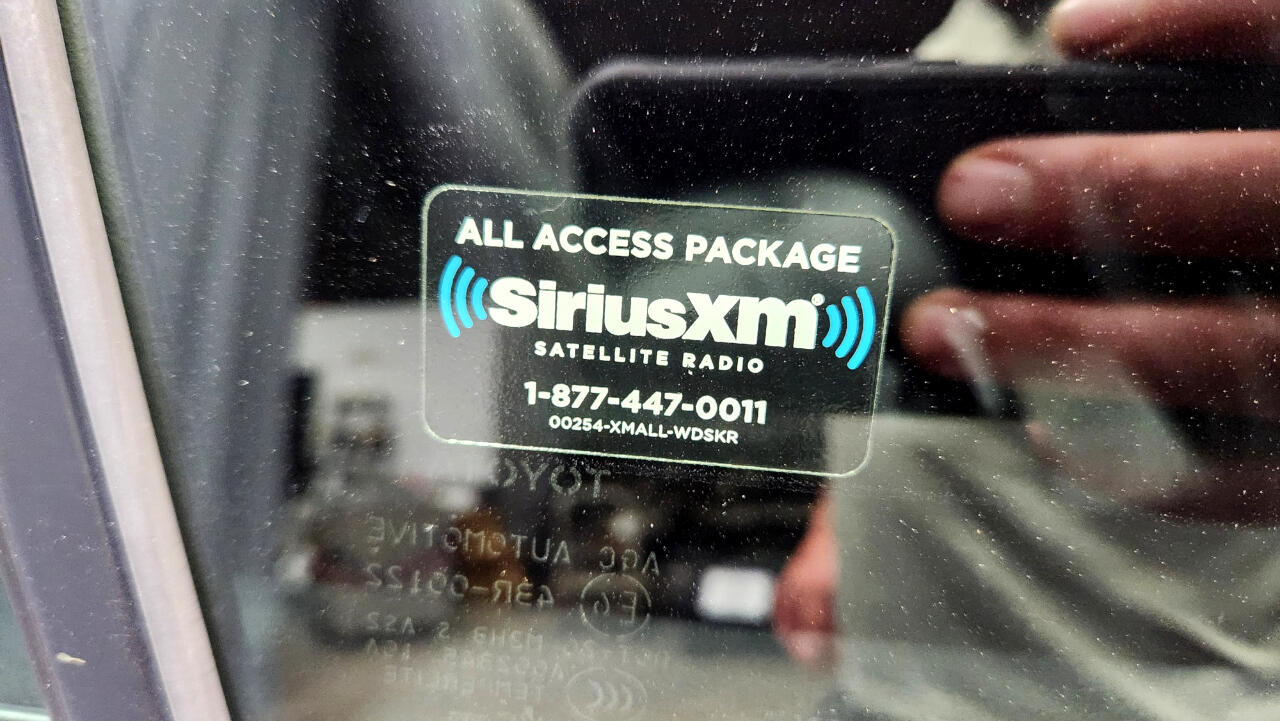 ALL ACCESS PACKAGE
SiriusXm®
SATELLITE RADIO
1-877-447-0011
00254-XMALL-WDSKR
AGC AUTOMOTIVE
43R-00122